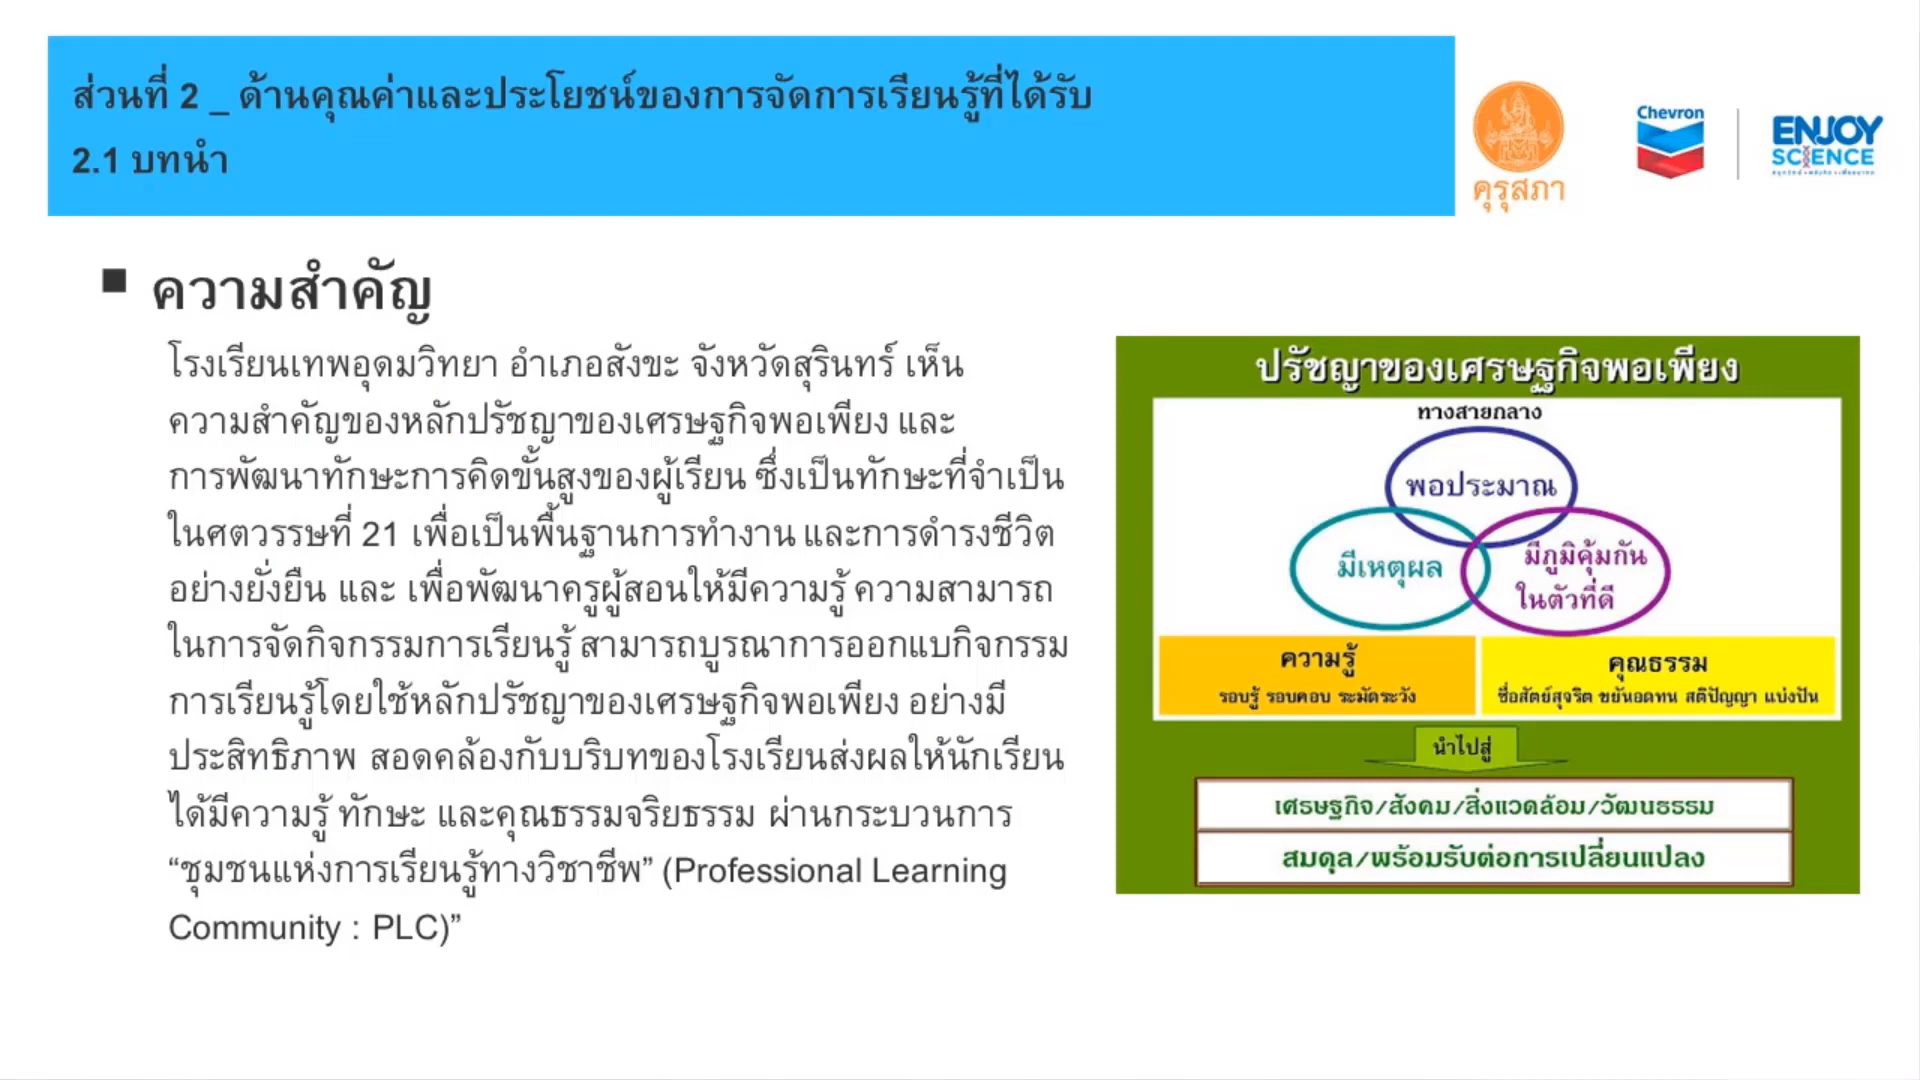 ส่วนที่ 2 _ ด้านคุณค่าและประโยชน์ของการจัดการเรียนรู้ที่ได้รับ
2.1 บทนำ
คุรุสภา
Chevron
ENJOY
SCIENCE
ความสำคัญ
โรงเรียนเทพอุดมวิทยา อำเภอสังขะ จังหวัดสุรินทร์ เห็น
ความสำคัญของหลักปรัชญาของเศรษฐกิจพอเพียง และ
การพัฒนาทักษะการคิดขั้นสูงของผู้เรียน ซึ่งเป็นทักษะที่จำเป็น
ในศตวรรษที่ 21 เพื่อเป็นพื้นฐานการทำงาน และการดำรงชีวิต
อย่างยั่งยืน และ เพื่อพัฒนาครูผู้สอนให้มีความรู้ ความสามารถ
ในการจัดกิจกรรมการเรียนรู้ สามารถบูรณาการออกแบกิจกรรม
การเรียนรู้โดยใช้หลักปรัชญาของเศรษฐกิจพอเพียง อย่างมี
ประสิทธิภาพ สอดคล้องกับบริบทของโรงเรียนส่งผลให้นักเรียน
ได้มีความรู้ ทักษะ และคุณธรรมจริยธรรม ผ่านกระบวนการ
“ชุมชนแห่งการเรียนรู้ทางวิชาชีพ” (Professional Learning
Community : PLC)”
ปรัชญาของเศรษฐกิจพอเพียง
ทางสายกลาง
พอประมาณ
มีเหตุผล
มีภูมิคุ้มกัน
ในตัวที่ดี
ความรู้
รอบรู้ รอบคอบ ระมัดระวัง
คุณธรรม
ซื่อสัตย์สุจริต ขยันอดทน สติปัญญา แบ่งปัน
นำไปสู่
เศรษฐกิจ/สังคม/สิ่งแวดล้อม/วัฒนธรรม
สมดุล/พร้อมรับต่อการเปลี่ยนแปลง